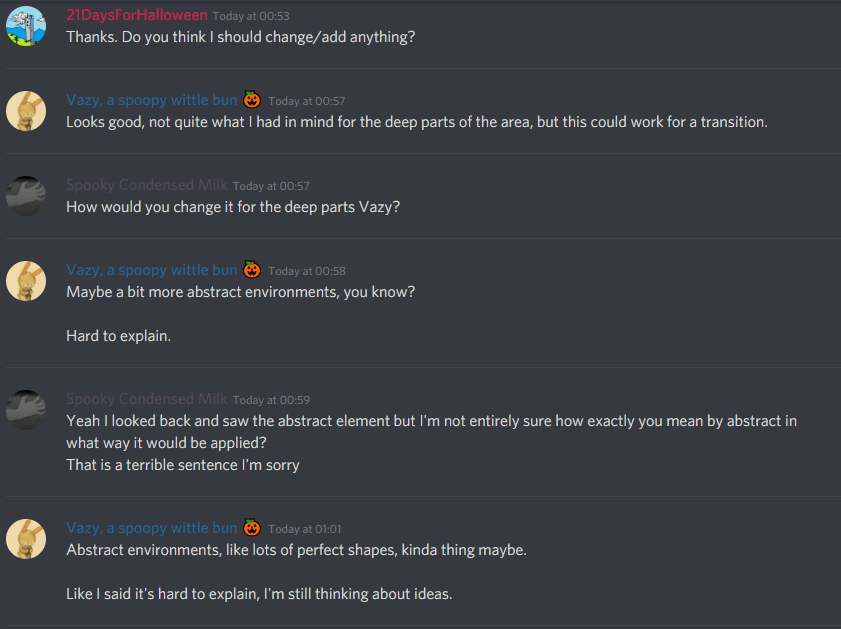 21DaysForHalloween Today at 00:53
Thanks. Do you think I should change/add anything?
Vazy, a spoopy wittle bun 🎃 Today at 00:57
Looks good, not quite what I had in mind for the deep parts of the area, but this could work for a transition.
Spooky Condensed Milk Today at 00:57
How would you change it for the deep parts Vazy?
Vazy, a spoopy wittle bun 🎃 Today at 00:58
Maybe a bit more abstract environments, you know?
Hard to explain.
Spooky Condensed Milk Today at 00:59
Yeah I looked back and saw the abstract element but I'm not entirely sure how exactly you mean by abstract in
what way it would be applied?
That is a terrible sentence I'm sorry
Vazy, a spoopy wittle bun 🎃 Today at 01:01
Abstract environments, like lots of perfect shapes, kinda thing maybe.
Like I said it's hard to explain, I'm still thinking about ideas.